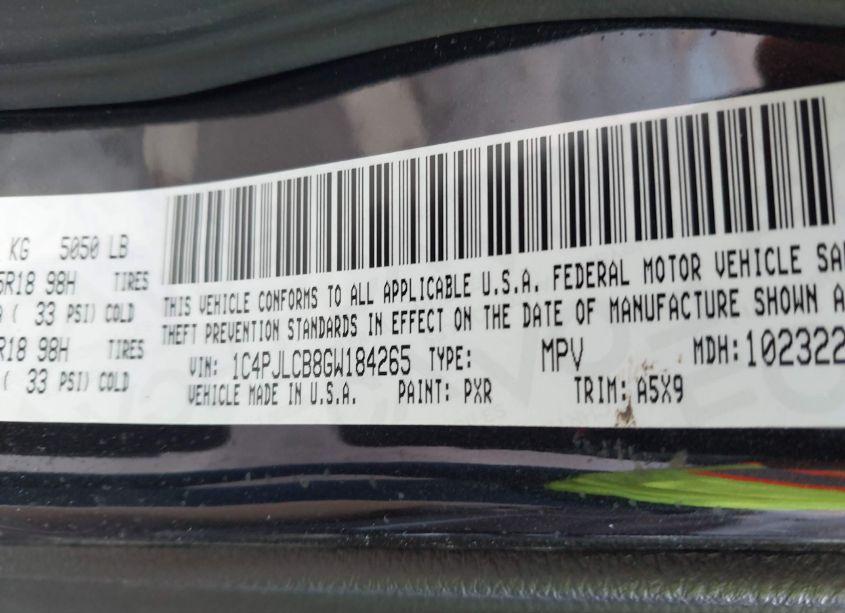 KG 5050 LB
5R18 98H TIRES
( 33 PSI) COLD
R18 98H TIRES
( 33 PSI) COLD
THIS VEHICLE CONFORMS TO ALL APPLICABLE U.S.A. FEDERAL MOTOR VEHICLE SA
THEFT PREVENTION STANDARDS IN EFFECT ON THE DATE OF MANUFACTURE SHOWN A
VIN: 1C4PJLCB8GW184265 TYPE: MPV MDH: 102322
VEHICLE MADE IN U.S.A. PAINT: PXR TRIM: A5X9